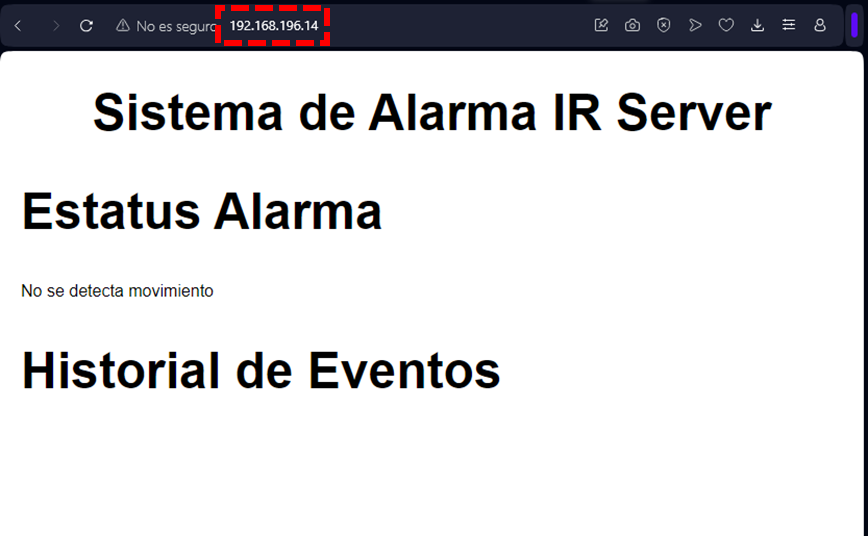 No es seguro 192.168.196.14
Sistema de Alarma IR Server
Estatus Alarma
No se detecta movimiento
Historial de Eventos